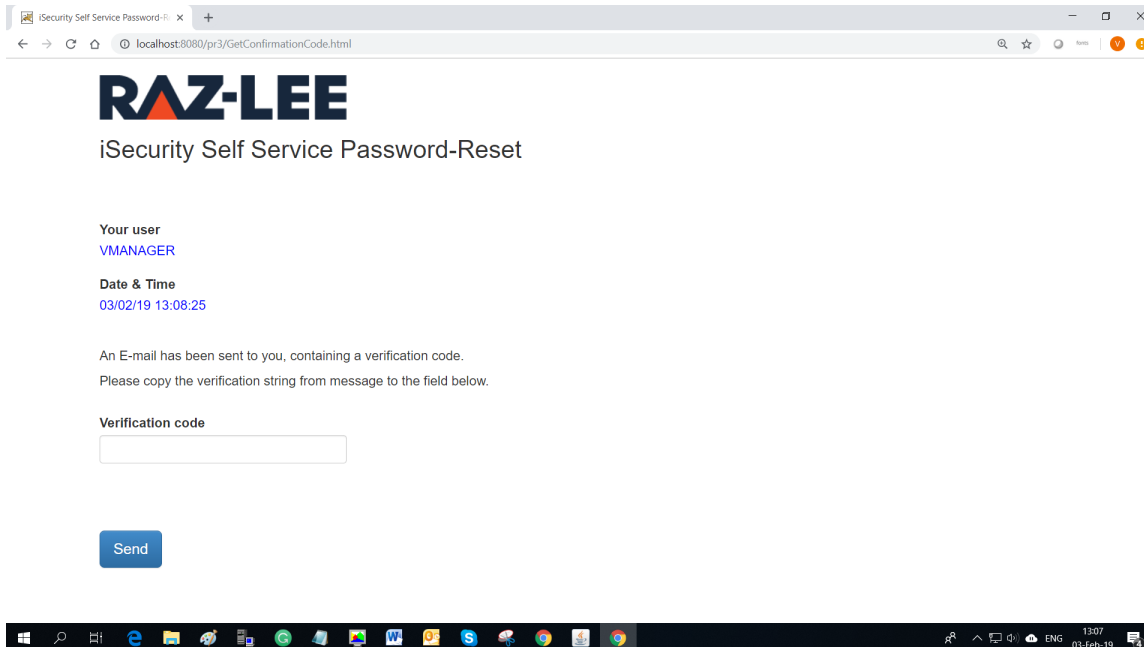 iSecurity Self Service Password-R
localhost:8080/pr3/GetConfirmationCode.html
V
RAZ-LEE
iSecurity Self Service Password-Reset
Your user
VMANAGER
Date & Time
03/02/19 13:08:25
An E-mail has been sent to you, containing a verification code.
Please copy the verification string from message to the field below.
Verification code
Send
ENG
13:07
03-Feb-19